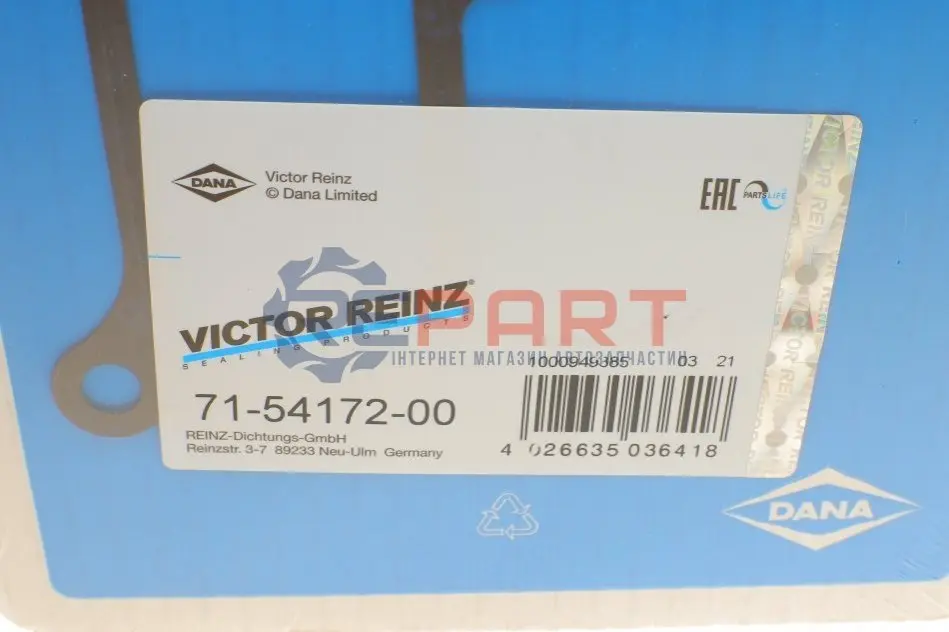 DANA
Victor Reinz
© Dana Limited
EAC
PARTS LIFE
VICTOR REINZ®
SEALING PRODUCTS
PART
ІНТЕРНЕТ МАГАЗИН АВТОЗАПЧАСТИН
1000949385 03 21
71-54172-00
REINZ-Dichtungs-GmbH
Reinzstr. 3-7 89233 Neu-Ulm Germany
4 026635 036418
DANA